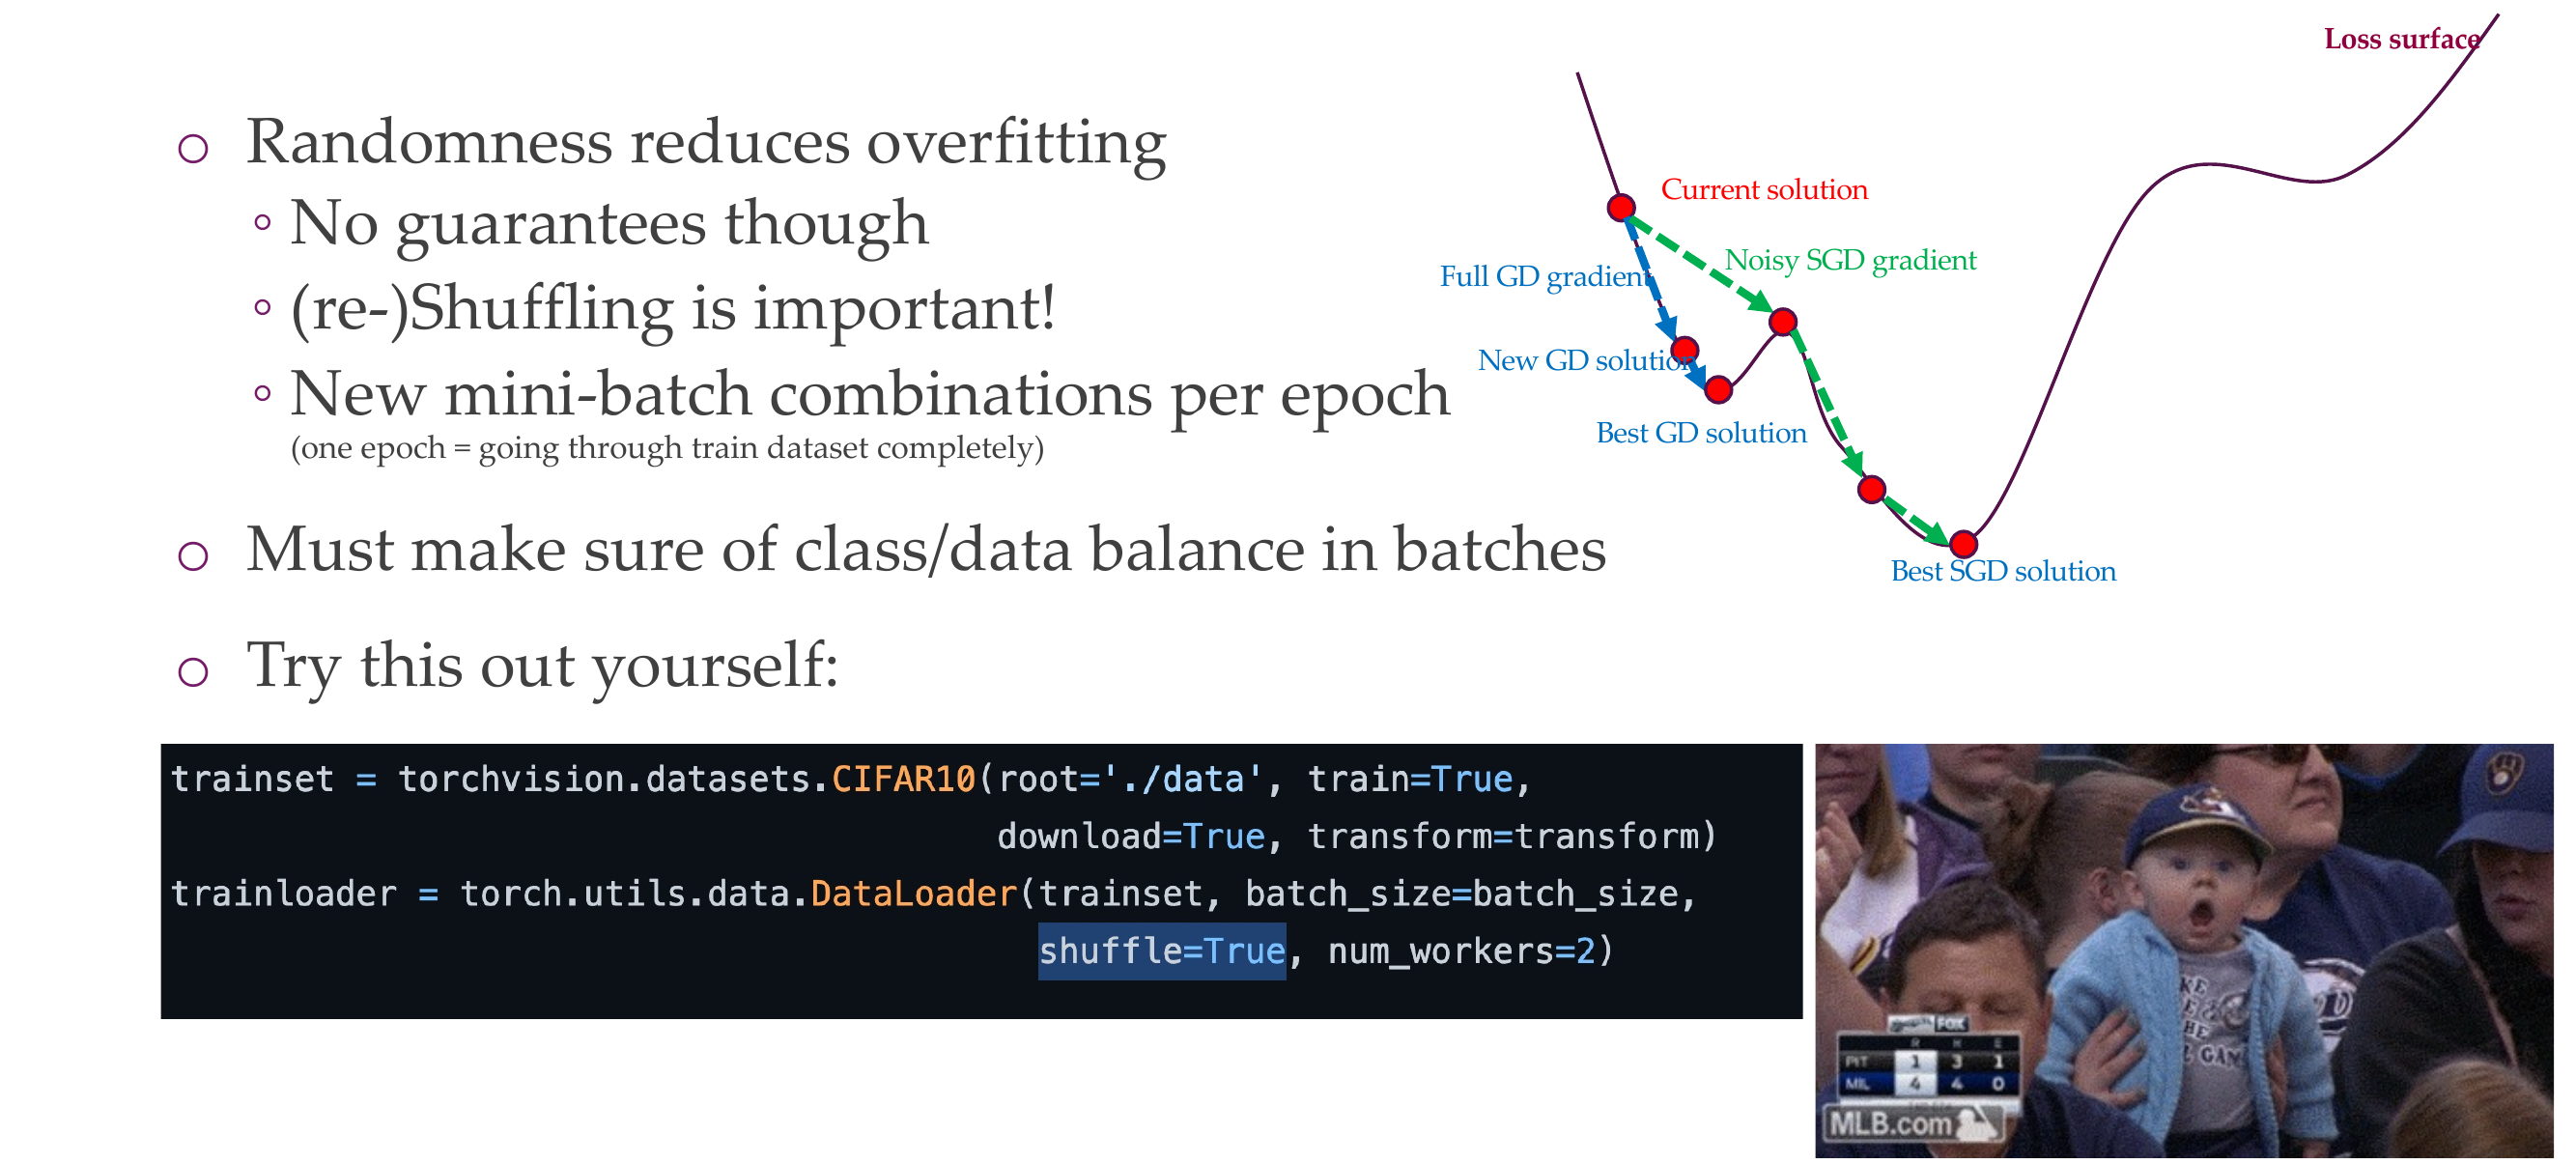 Loss surface
Randomness reduces overfitting
No guarantees though
(re-)Shuffling is important!
New mini-batch combinations per epoch
(one epoch = going through train dataset completely)
Must make sure of class/data balance in batches
Try this out yourself:
Current solution
Noisy SGD gradient
Full GD gradient
New GD solution
Best GD solution
Best SGD solution
trainset = torchvision.datasets.CIFAR10(root='./data', train=True,
download=True, transform=transform)
trainloader = torch.utils.data.DataLoader(trainset, batch_size=batch_size,
shuffle=True, num_workers=2)
FOX
R H E
PIT 1 3 1
MIL 4 4 0
MLB.com